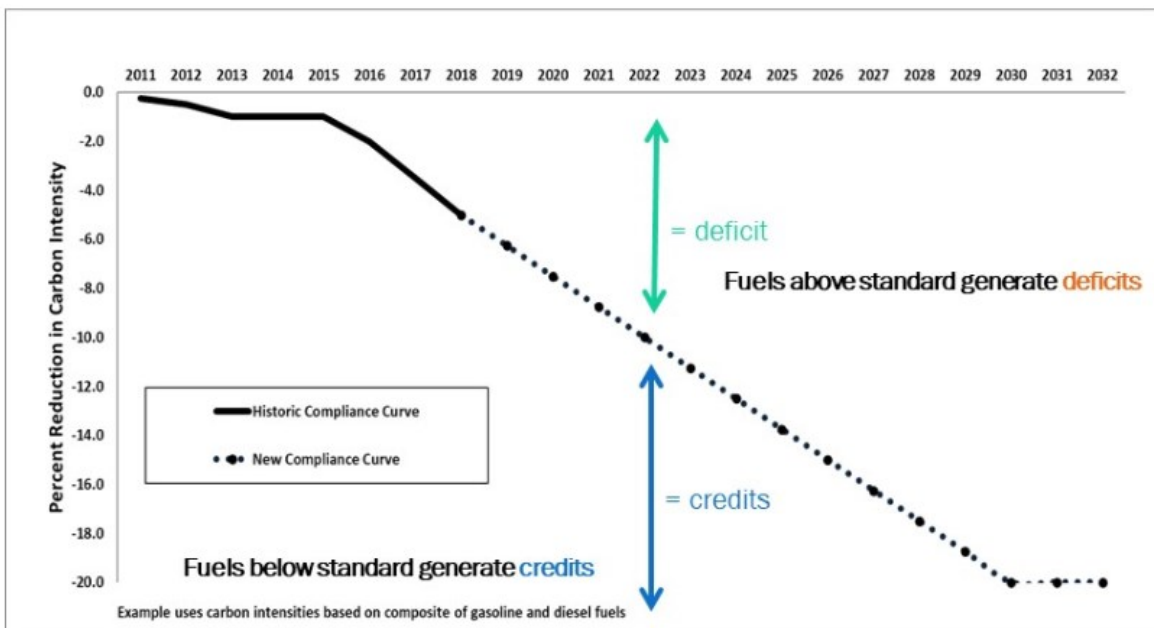 2011 2012 2013 2014 2015 2016 2017 2018 2019 2020 2021 2022 2023 2024 2025 2026 2027 2028 2029 2030 2031 2032
Percent Reduction in Carbon Intensity
0.0
-2.0
-4.0
-6.0
-8.0
-10.0
-12.0
-14.0
-16.0
-18.0
-20.0
= deficit
Fuels above standard generate deficits
Historic Compliance Curve
New Compliance Curve
= credits
Fuels below standard generate credits
Example uses carbon intensities based on composite of gasoline and diesel fuels